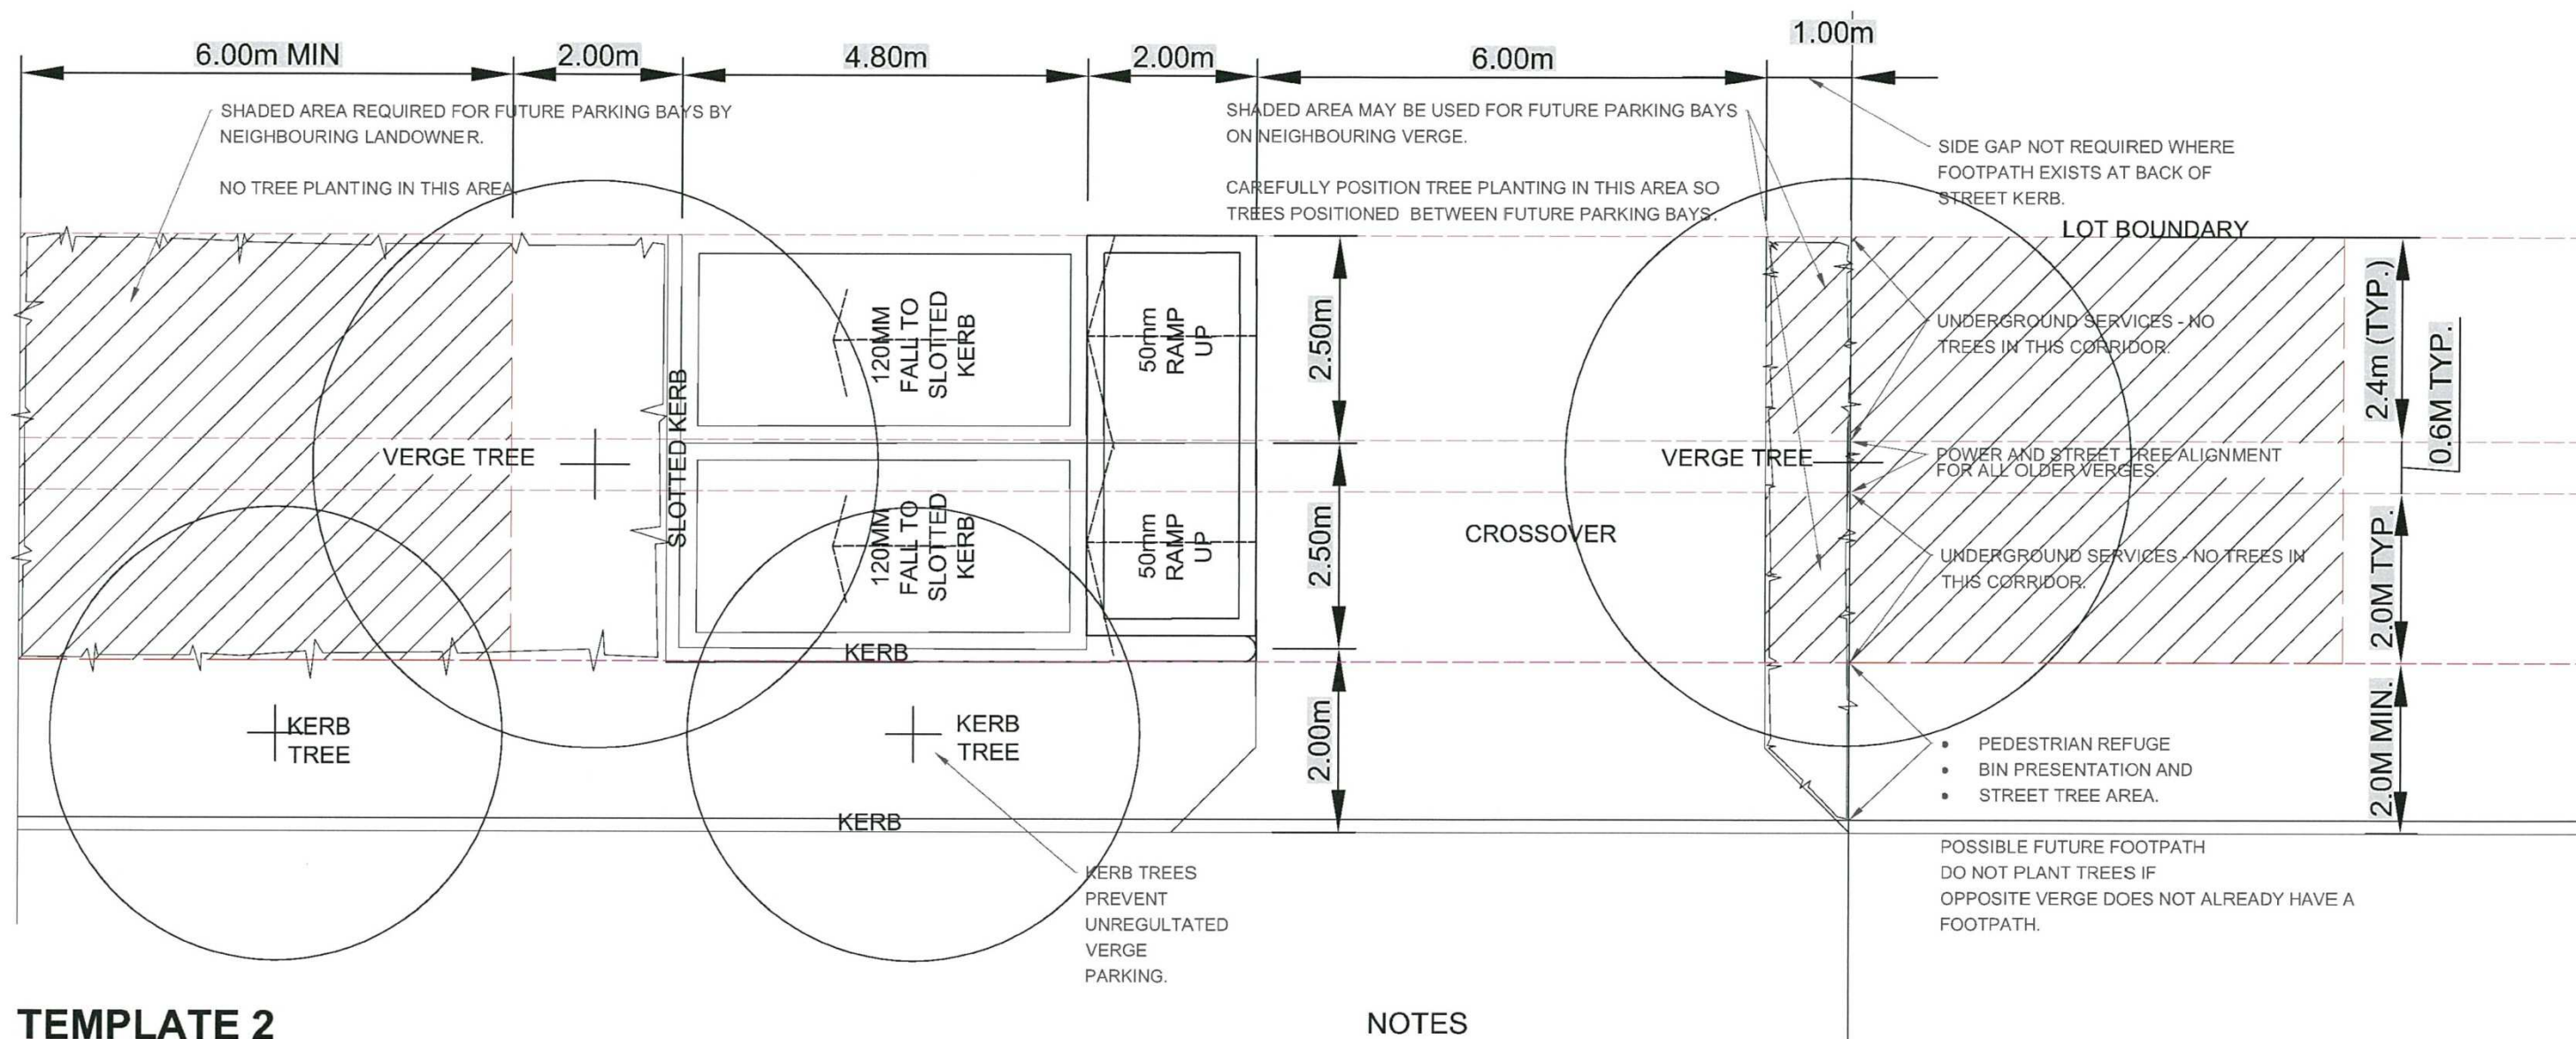 6.00m MIN
2.00m
4.80m
2.00m
6.00m
1.00m
SHADED AREA REQUIRED FOR FUTURE PARKING BAYS BY
NEIGHBOURING LANDOWNER.
NO TREE PLANTING IN THIS AREA
SHADED AREA MAY BE USED FOR FUTURE PARKING BAYS
ON NEIGHBOURING VERGE.
CAREFULLY POSITION TREE PLANTING IN THIS AREA SO
TREES POSITIONED BETWEEN FUTURE PARKING BAYS.
SIDE GAP NOT REQUIRED WHERE
FOOTPATH EXISTS AT BACK OF
STREET KERB.
LOT BOUNDARY
120MM
FALL TO
SLOTTED
KERB
50mm
RAMP
UP
2.50m
UNDERGROUND SERVICES - NO
TREES IN THIS CORRIDOR.
2.4m (TYP.)
0.6M TYP.
VERGE TREE
SLOTTED KERB
VERGE TREE
POWER AND STREET TREE ALIGNMENT
FOR ALL OLDER VERGES.
120MM
FALL TO
SLOTTED
KERB
50mm
RAMP
UP
2.50m
CROSSOVER
UNDERGROUND SERVICES - NO TREES IN
THIS CORRIDOR.
2.0M TYP.
KERB
KERB
TREE
KERB
TREE
2.00m
• PEDESTRIAN REFUGE
• BIN PRESENTATION AND
• STREET TREE AREA.
2.0M MIN.
KERB
KERB TREES
PREVENT
UNREGULTATED
VERGE
PARKING.
POSSIBLE FUTURE FOOTPATH
DO NOT PLANT TREES IF
OPPOSITE VERGE DOES NOT ALREADY HAVE A
FOOTPATH.
TEMPLATE 2
NOTES